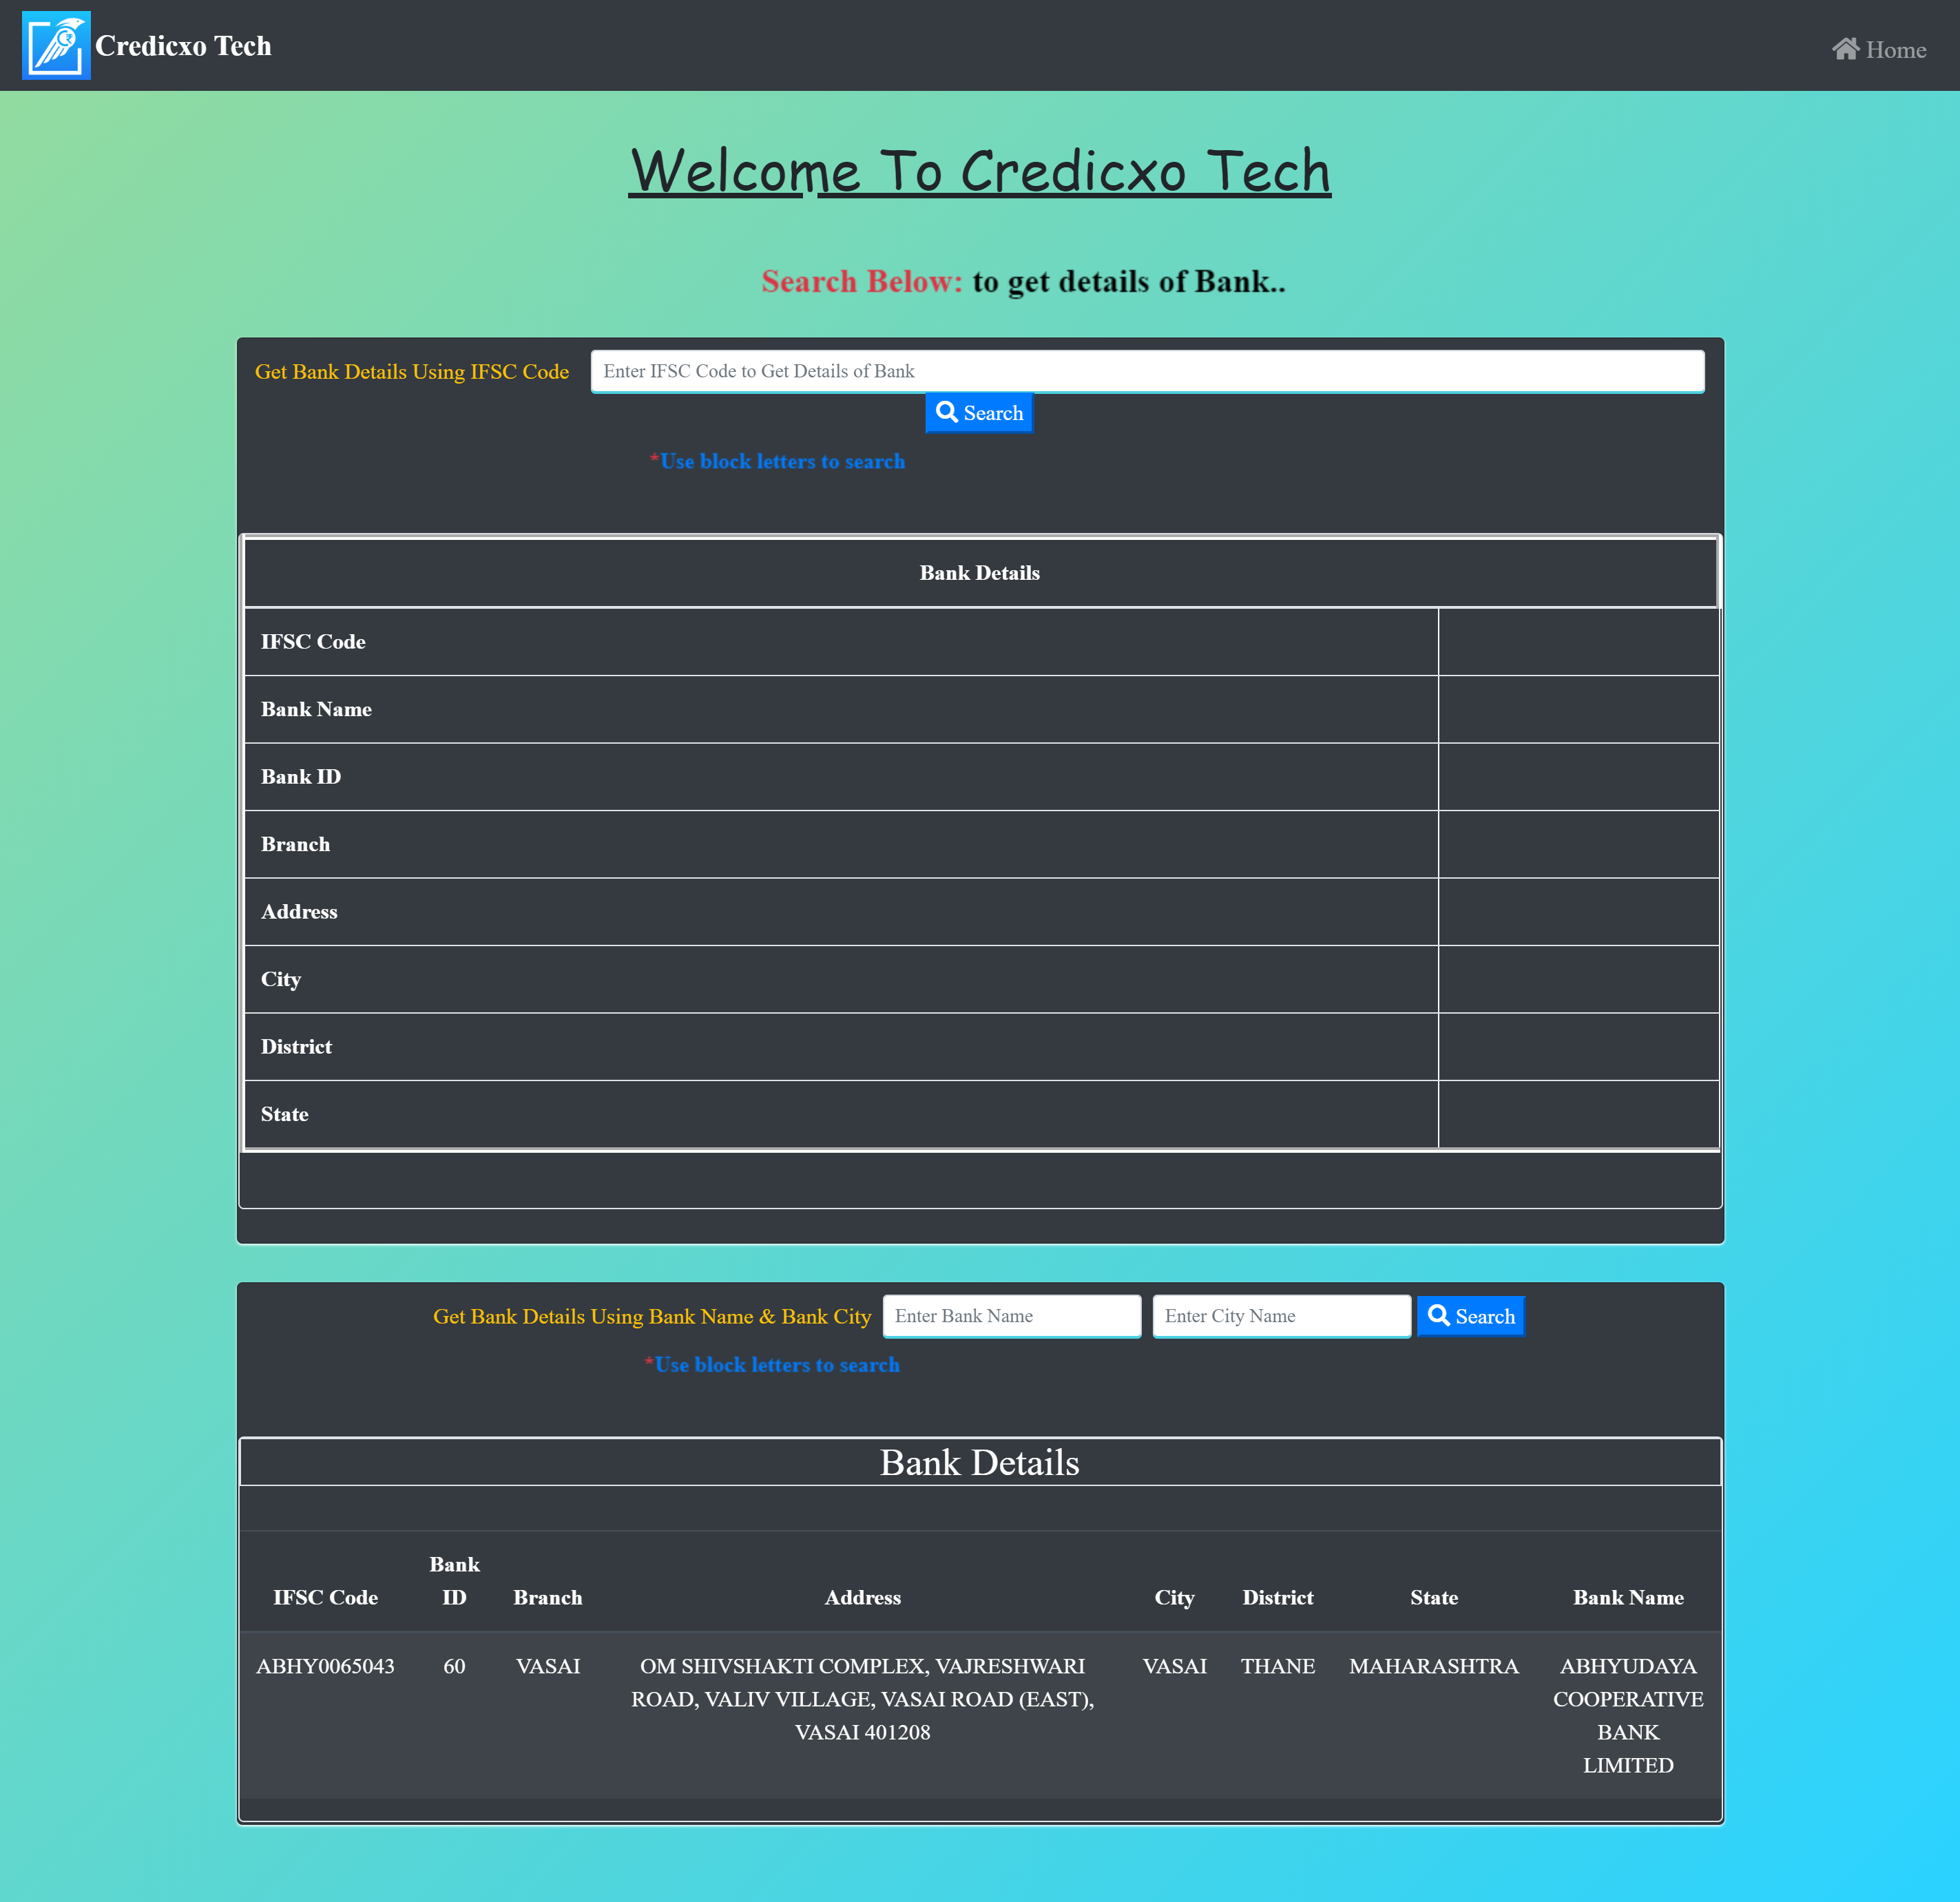 Credicxo Tech
Home
Welcome To Credicxo Tech
Search Below: to get details of Bank..
Get Bank Details Using IFSC Code
Enter IFSC Code to Get Details of Bank
Search
*Use block letters to search
Bank Details
IFSC Code
Bank Name
Bank ID
Branch
Address
City
District
State
Get Bank Details Using Bank Name & Bank City
Enter Bank Name
Enter City Name
Search
*Use block letters to search
Bank Details
IFSC Code
Bank
ID
Branch
Address
City
District
State
Bank Name
ABHY0065043
60
VASAI
OM SHIVSHAKTI COMPLEX, VAJRESHWARI
ROAD, VALIV VILLAGE, VASAI ROAD (EAST),
VASAI 401208
VASAI
THANE
MAHARASHTRA
ABHYUDAYA
COOPERATIVE
BANK
LIMITED